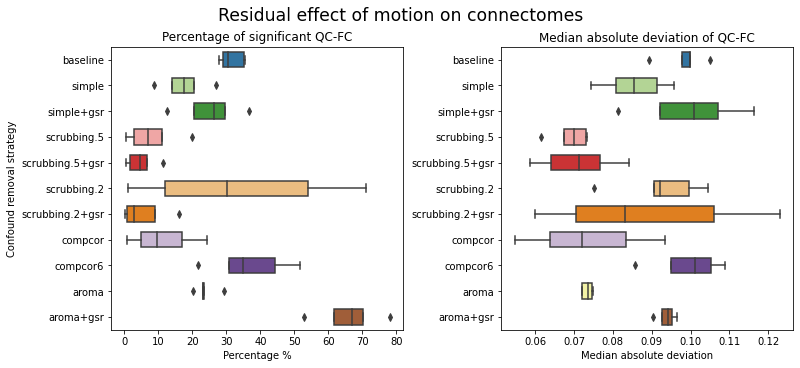 Residual effect of motion on connectomes
Percentage of significant QC-FC
Confound removal strategy
baseline
simple
simple+gsr
scrubbing.5
scrubbing.5+gsr
scrubbing.2
scrubbing.2+gsr
compcor
compcor6
aroma
aroma+gsr
0 10 20 30 40 50 60 70 80
Percentage %
Median absolute deviation of QC-FC
baseline
simple
simple+gsr
scrubbing.5
scrubbing.5+gsr
scrubbing.2
scrubbing.2+gsr
compcor
compcor6
aroma
aroma+gsr
0.06 0.07 0.08 0.09 0.10 0.11 0.12
Median absolute deviation